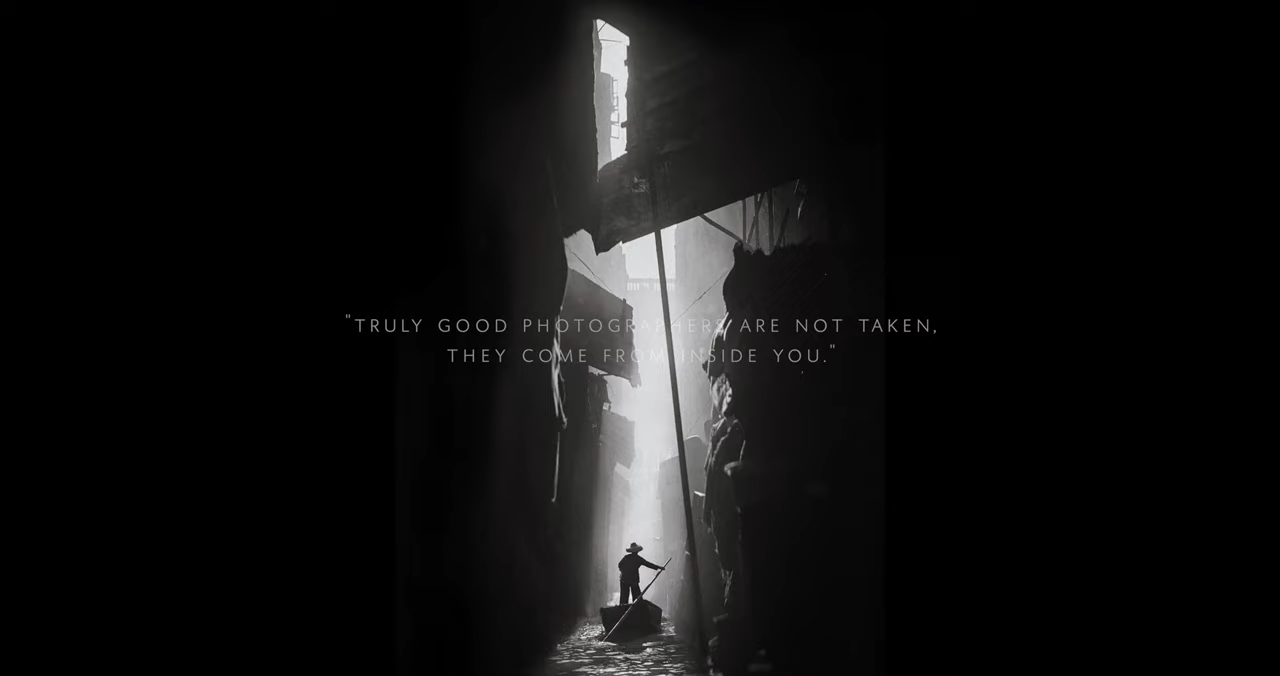 "TRULY GOOD PHOTOGRAPHERS ARE NOT TAKEN,
THEY COME FROM INSIDE YOU."